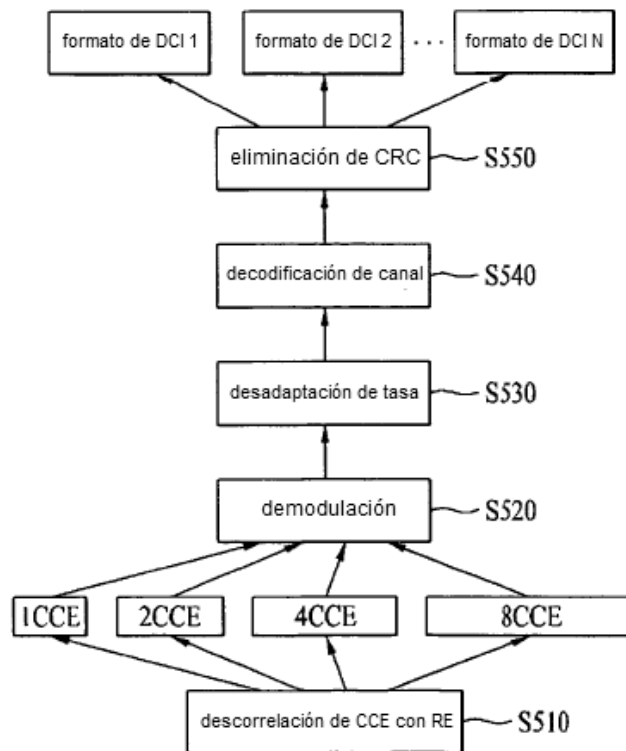 formato de DCI 1
formato de DCI 2
...
formato de DCI N
eliminación de CRC
S550
decodificación de canal
S540
desadaptación de tasa
S530
demodulación
S520
1CCE
2CCE
4CCE
8CCE
descorrelación de CCE con RE
S510